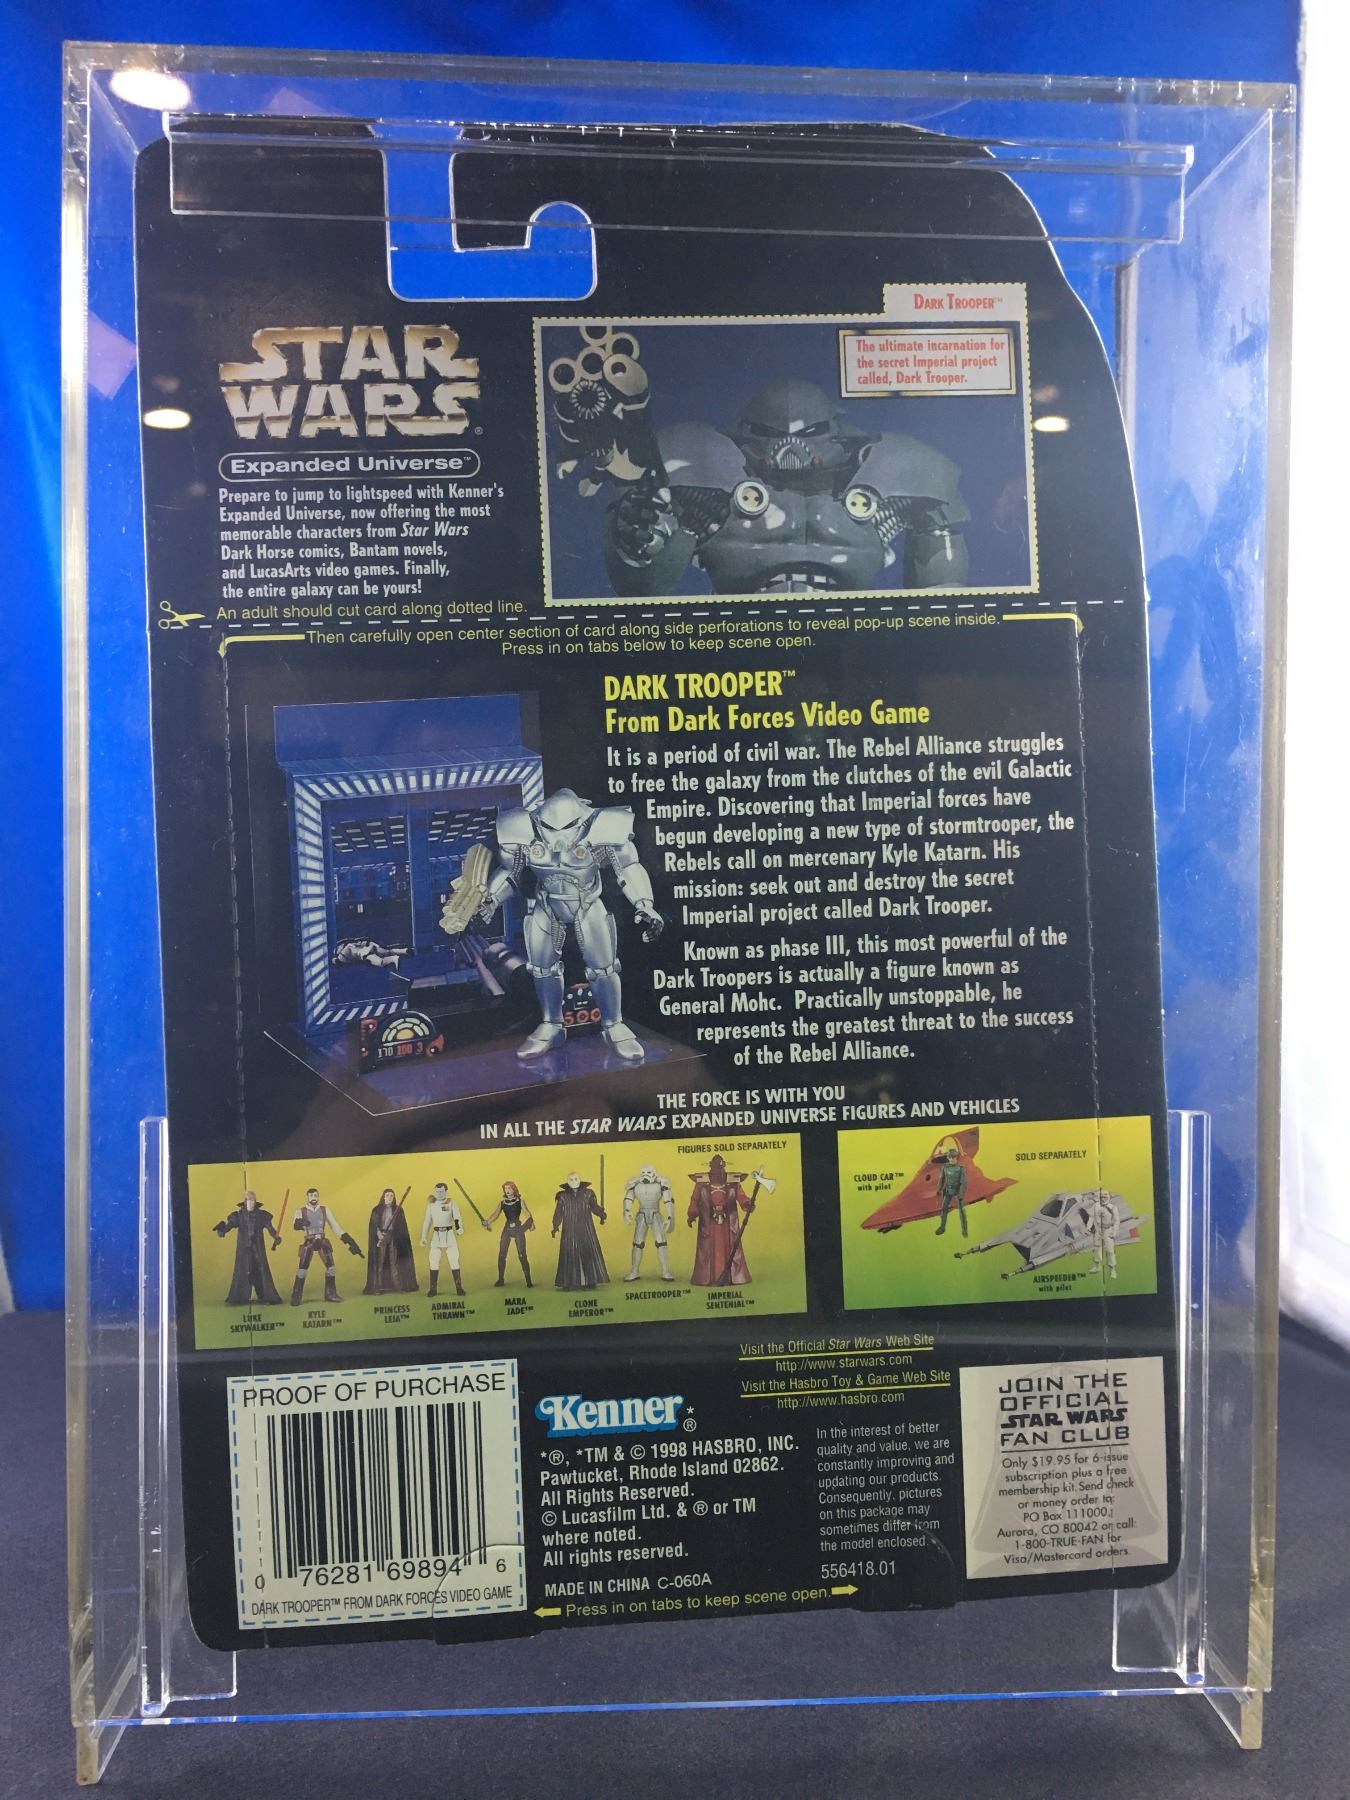 STAR
WARS®
Expanded Universe™
Prepare to jump to lightspeed with Kenner's
Expanded Universe, now offering the most
memorable characters from Star Wars
Dark Horse comics, Bantam novels,
and LucasArts video games. Finally,
the entire galaxy can be yours!
DARK TROOPER™
The ultimate incarnation for
the secret Imperial project
called, Dark Trooper.
An adult should cut card along dotted line.
Then carefully open center section of card along side perforations to reveal pop-up scene inside.
Press in on tabs below to keep scene open.
DARK TROOPER™
From Dark Forces Video Game
It is a period of civil war. The Rebel Alliance struggles
to free the galaxy from the clutches of the evil Galactic
Empire. Discovering that Imperial forces have
begun developing a new type of stormtrooper, the
Rebels call on mercenary Kyle Katarn. His
mission: seek out and destroy the secret
Imperial project called Dark Trooper.
Known as phase III, this most powerful of the
Dark Troopers is actually a figure known as
General Mohc. Practically unstoppable, he
represents the greatest threat to the success
of the Rebel Alliance.
170 100 3
500
THE FORCE IS WITH YOU
IN ALL THE STAR WARS EXPANDED UNIVERSE FIGURES AND VEHICLES
FIGURES SOLD SEPARATELY
LUKE
SKYWALKER™
KYLE
KATARN™
PRINCESS
LEIA™
ADMIRAL
THRAWN™
MARA
JADE™
CLONE
EMPEROR™
SPACETROOPER™
IMPERIAL
SENTINEL™
SOLD SEPARATELY
CLOUD CAR™
with pilot
AIRSPEEDER™
with pilot
PROOF OF PURCHASE
0 76281 69894 6
DARK TROOPER™ FROM DARK FORCES VIDEO GAME
Kenner*®
*®, *TM & © 1998 HASBRO, INC.
Pawtucket, Rhode Island 02862.
All Rights Reserved.
© Lucasfilm Ltd. & ® or TM
where noted.
All rights reserved.
MADE IN CHINA C-060A
Press in on tabs to keep scene open.
Visit the Official Star Wars Web Site
http://www.starwars.com
Visit the Hasbro Toy & Game Web Site
http://www.hasbro.com
In the interest of better
quality and value, we are
constantly improving and
updating our products.
Consequently, pictures
on this package may
sometimes differ from
the model enclosed.
556418.01
JOIN THE
OFFICIAL
STAR WARS
FAN CLUB
Only $19.95 for 6-issue
subscription plus a free
membership kit. Send check
or money order to:
PO Box 111000,
Aurora, CO 80042 or call:
1-800-TRUE-FAN for
Visa/Mastercard orders.